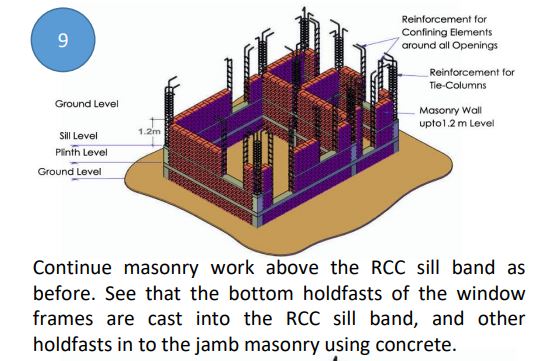 9
Reinforcement for
Confining Elements
around all Openings
Reinforcement for
Tie-Columns
Ground Level
Masonry Wall
upto1.2 m Level
Sill Level
1.2m
Plinth Level
Ground Level
Continue masonry work above the RCC sill band as
before. See that the bottom holdfasts of the window
frames are cast into the RCC sill band, and other
holdfasts in to the jamb masonry using concrete.